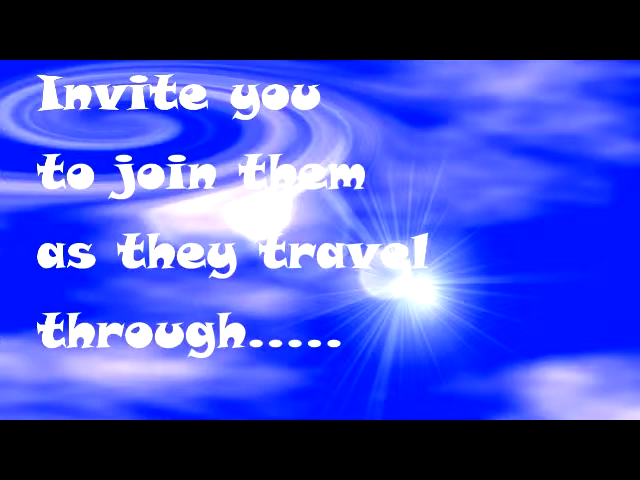 Invite you
to join them
as they travel
through.....